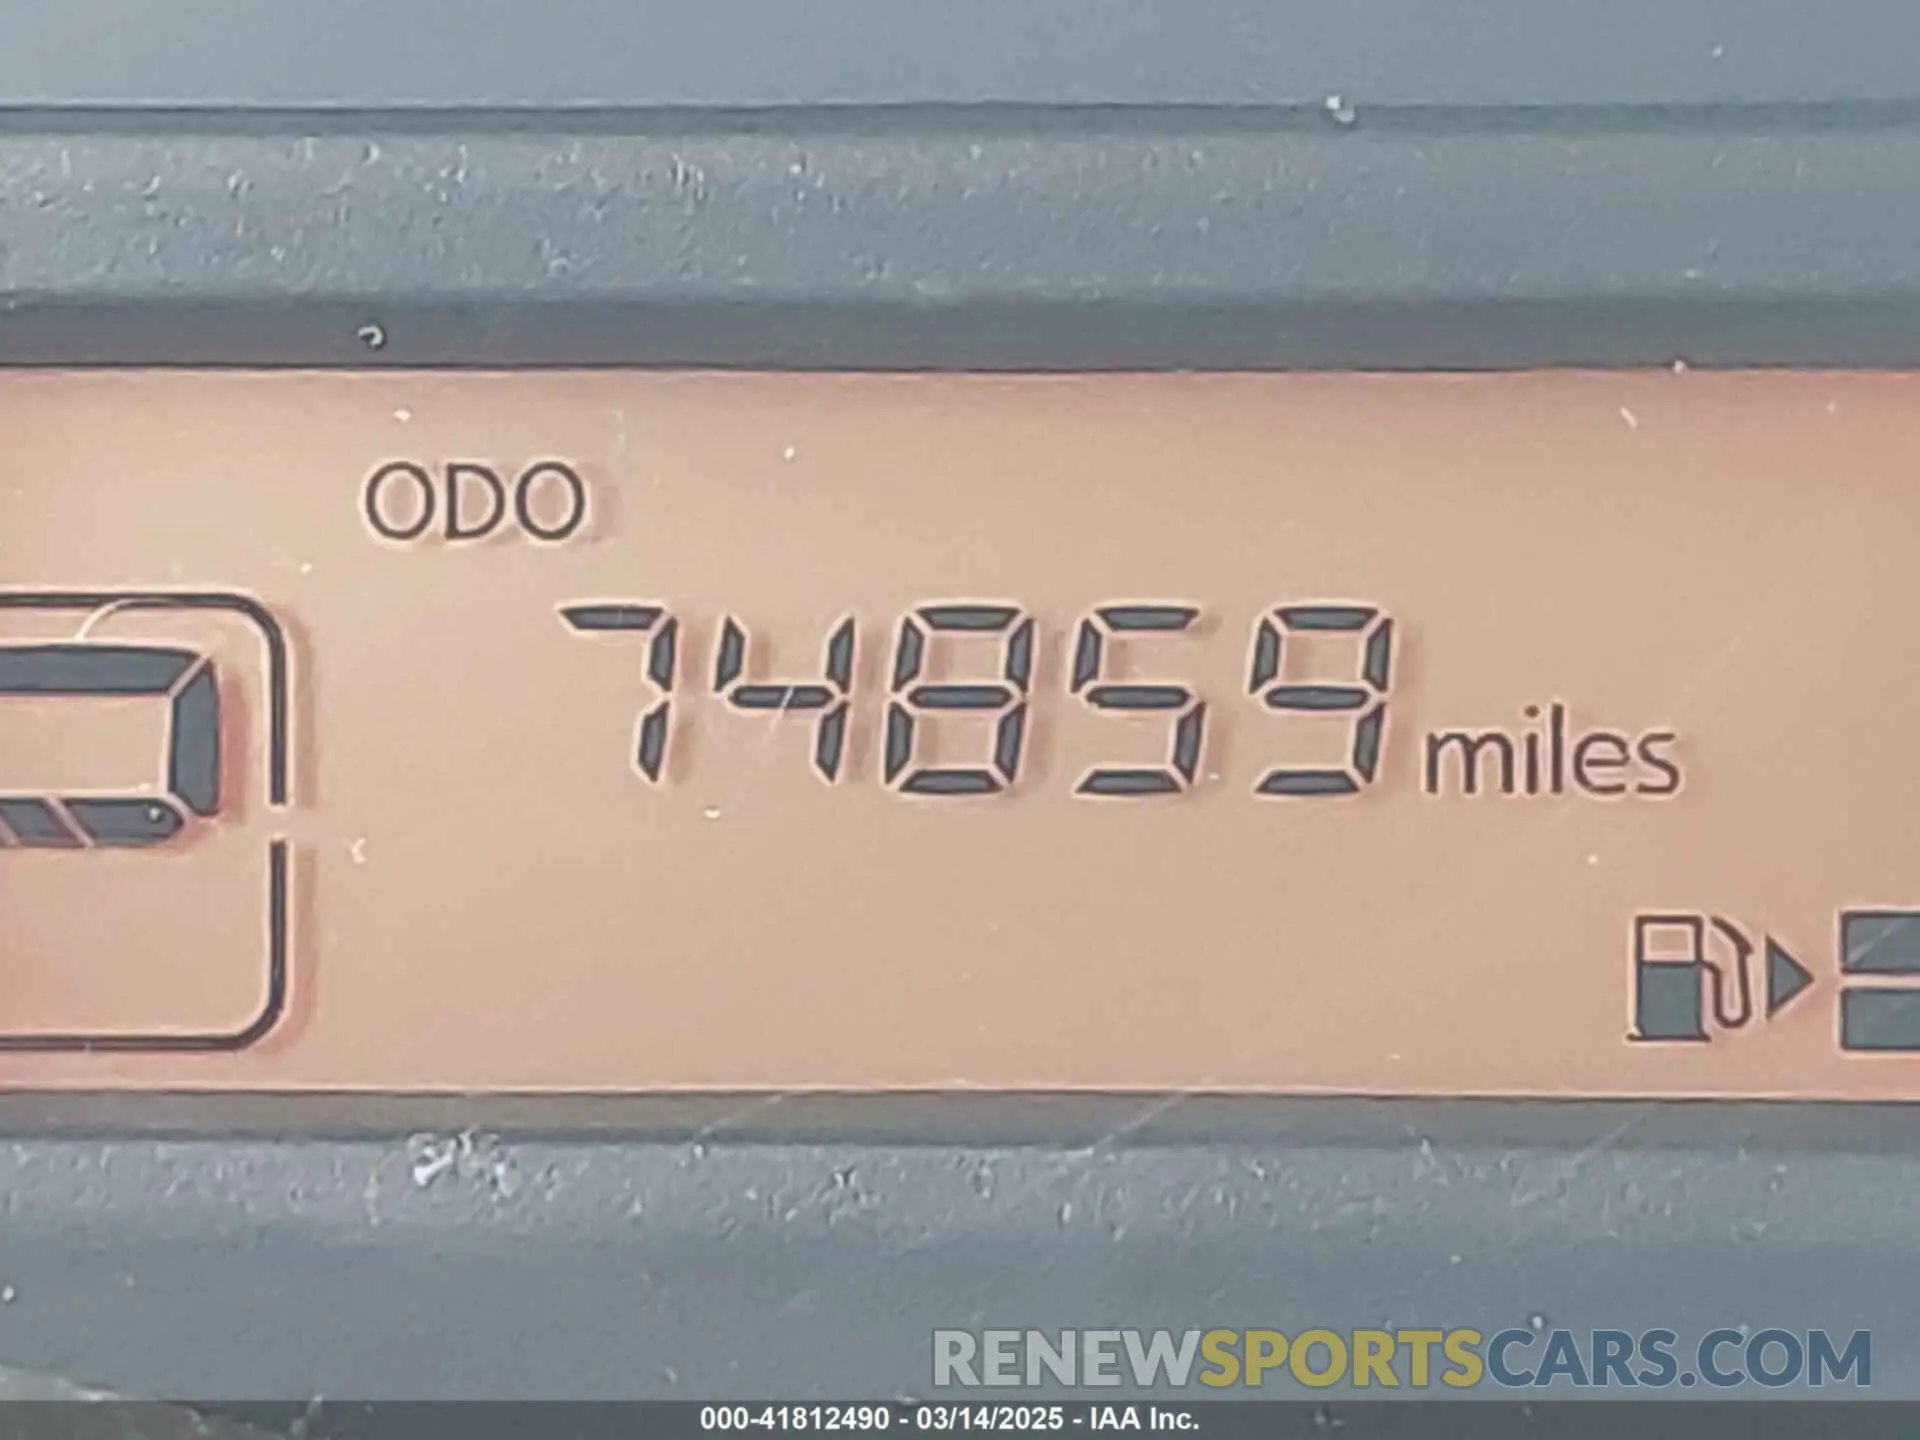 ODO
74859 miles
RENEWSPORTSCARS.COM
000-41812490 - 03/14/2025 - IAA Inc.